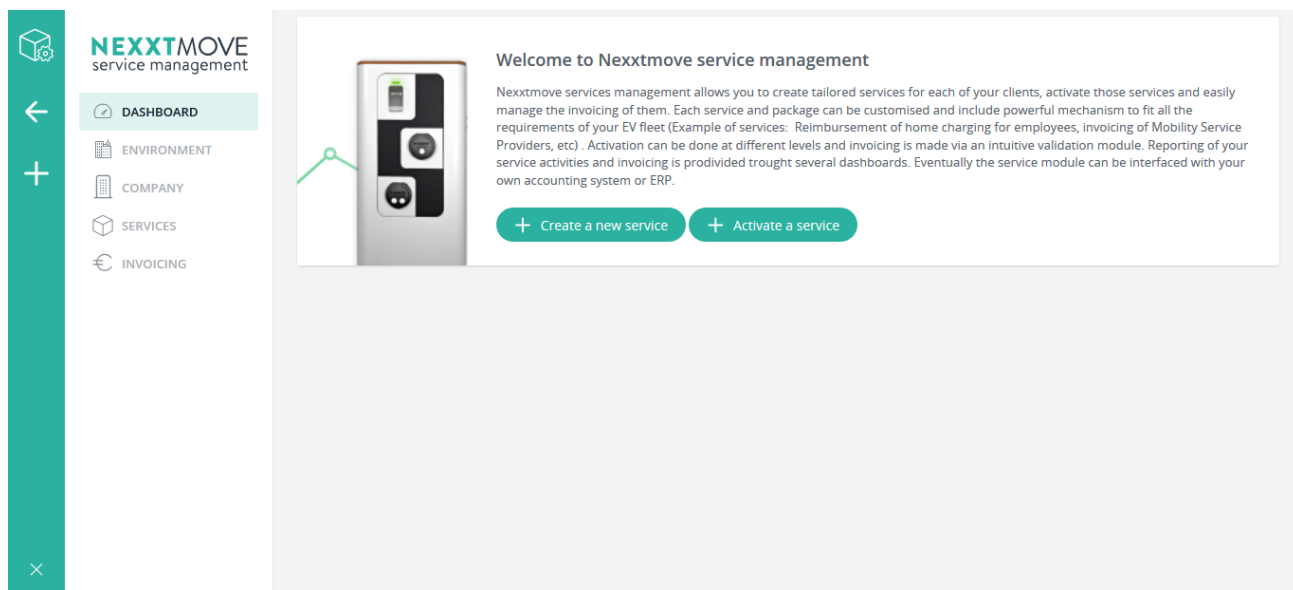 NEXXTMOVE
service management
DASHBOARD
ENVIRONMENT
COMPANY
SERVICES
INVOICING
Welcome to Nexxtmove service management
Nexxtmove services management allows you to create tailored services for each of your clients, activate those services and easily
manage the invoicing of them. Each service and package can be customised and include powerful mechanism to fit all the
requirements of your EV fleet (Example of services:  Reimbursement of home charging for employees, invoicing of Mobility Service
Providers, etc) . Activation can be done at different levels and invoicing is made via an intuitive validation module. Reporting of your
service activities and invoicing is prodivided trought several dashboards. Eventually the service module can be interfaced with your
own accounting system or ERP.
Create a new service
Activate a service